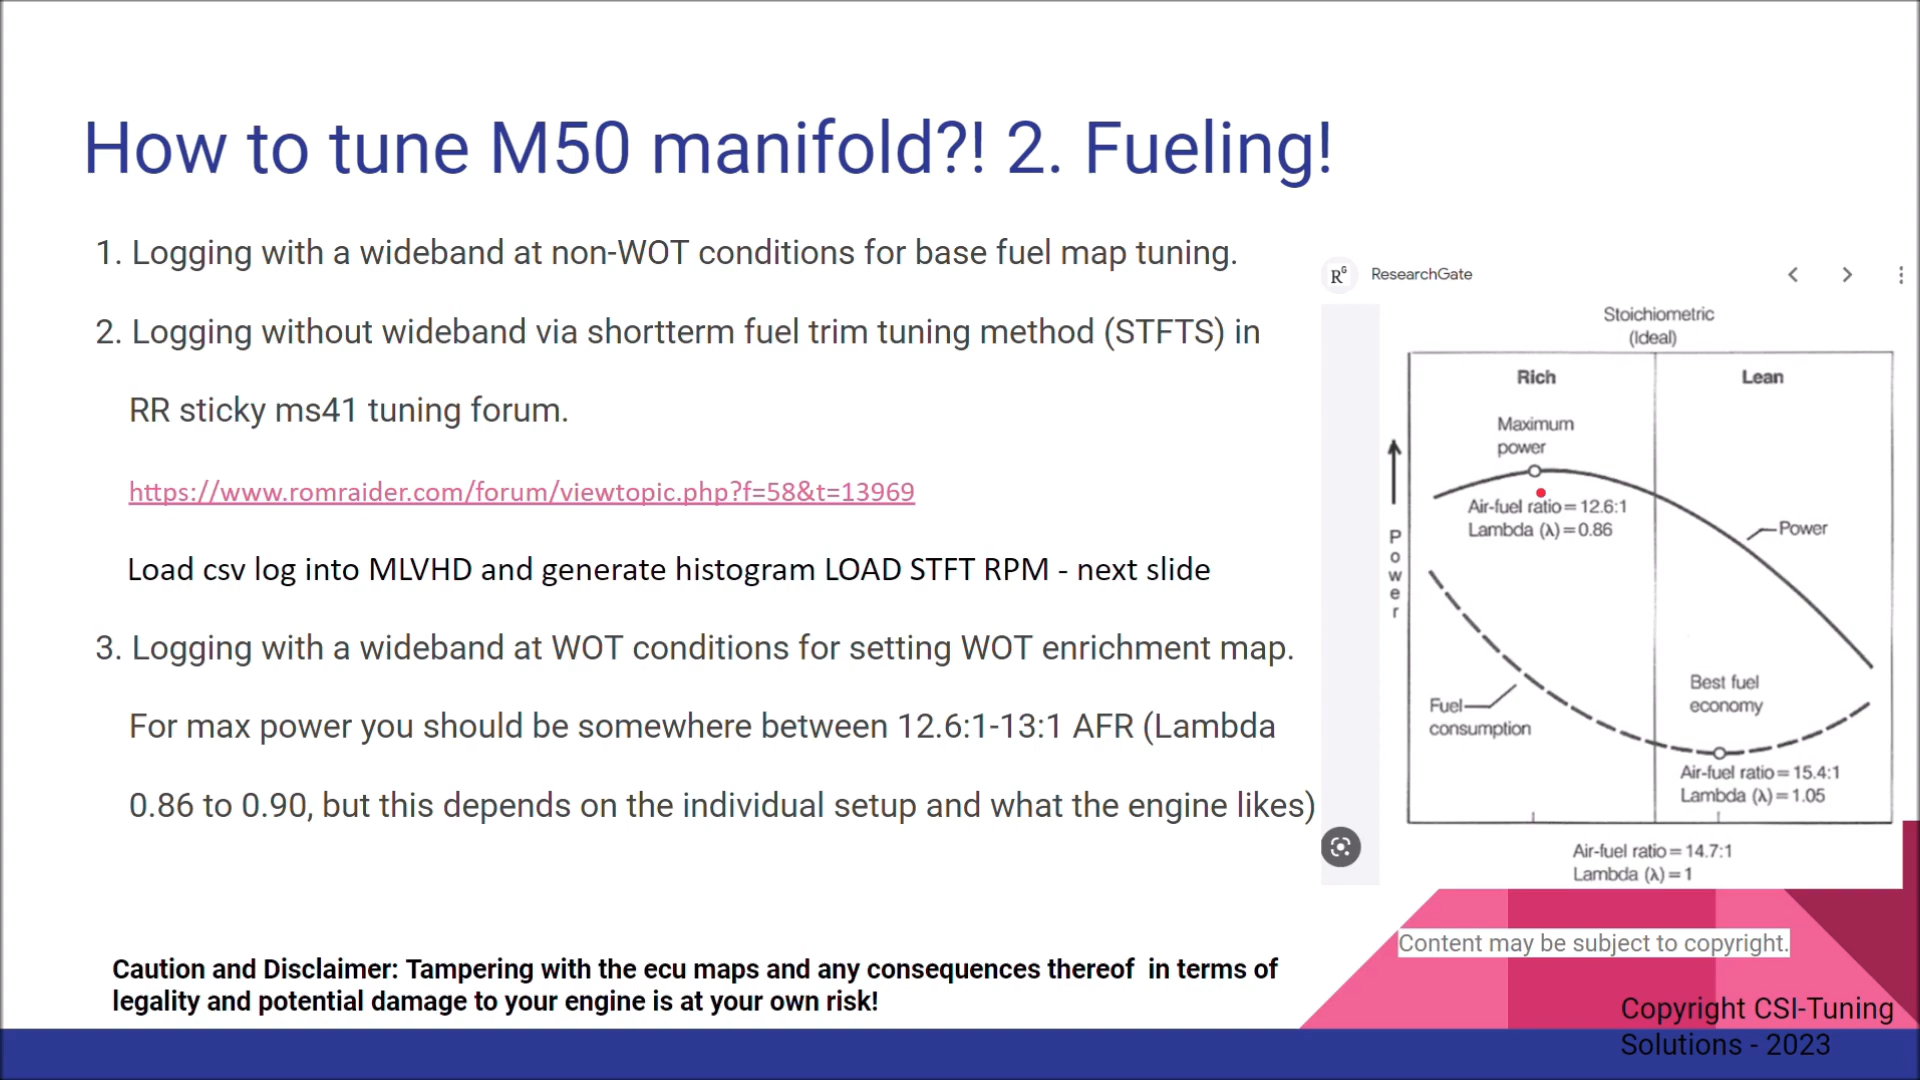 How to tune M50 manifold?! 2. Fueling!
1. Logging with a wideband at non-WOT conditions for base fuel map tuning.
2. Logging without wideband via shortterm fuel trim tuning method (STFTS) in
RR sticky ms41 tuning forum.
https://www.romraider.com/forum/viewtopic.php?f=58&t=13969
Load csv log into MLVHD and generate histogram LOAD STFT RPM - next slide
3. Logging with a wideband at WOT conditions for setting WOT enrichment map.
For max power you should be somewhere between 12.6:1-13:1 AFR (Lambda
0.86 to 0.90, but this depends on the individual setup and what the engine likes)
Caution and Disclaimer: Tampering with the ecu maps and any consequences thereof in terms of
legality and potential damage to your engine is at your own risk!
RG ResearchGate
Stoichiometric
(Ideal)
Rich
Lean
Maximum
power
Air-fuel ratio=12.6:1
Lambda (λ)=0.86
Power
Power
Fuel
consumption
Best fuel
economy
Air-fuel ratio=15.4:1
Lambda (λ)=1.05
Air-fuel ratio=14.7:1
Lambda (λ)=1
Content may be subject to copyright.
Copyright CSI-Tuning
Solutions - 2023